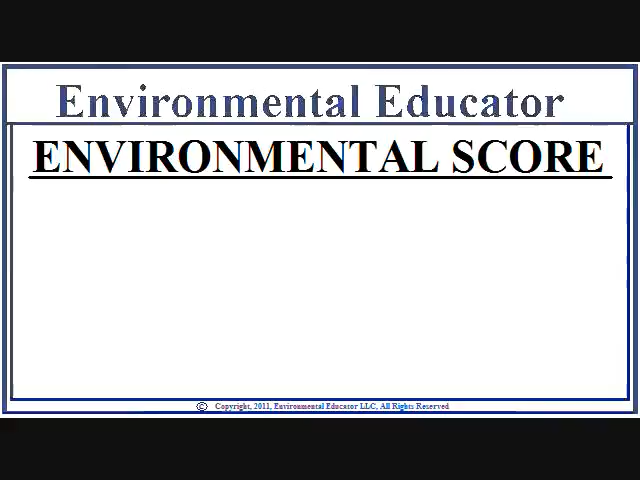 Environmental Educator
ENVIRONMENTAL SCORE
© Copyright, 2011, Environmental Educator LLC, All Rights Reserved